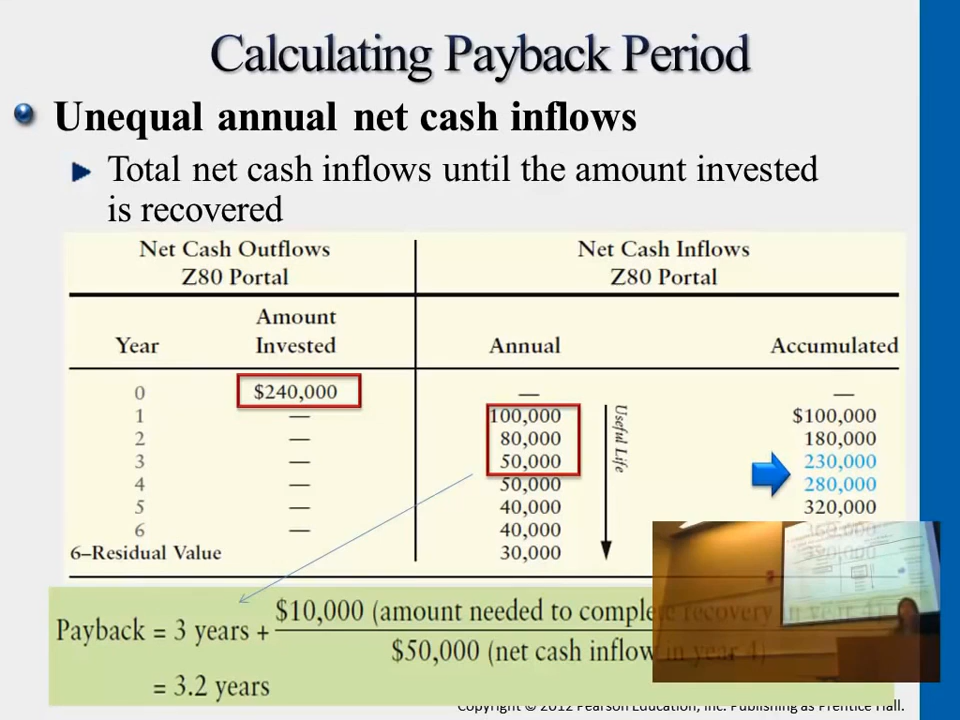 Calculating Payback Period
Unequal annual net cash inflows
Total net cash inflows until the amount invested
is recovered
Net Cash Outflows Net Cash Inflows
Z80 Portal Z80 Portal
Amount
Year Invested Annual Accumulated
0 $240,000 — —
1 — 100,000 $100,000
2 — 80,000 180,000
3 — 50,000 230,000
4 — 50,000 280,000
5 — 40,000 320,000
6 — 40,000 360,000
6–Residual Value 30,000 390,000
Useful Life
$10,000 (amount needed to complete recovery in year 4)
Payback = 3 years +
$50,000 (net cash inflow in year 4)
= 3.2 years
Copyright © 2012 Pearson Education, Inc. Publishing as Prentice Hall.